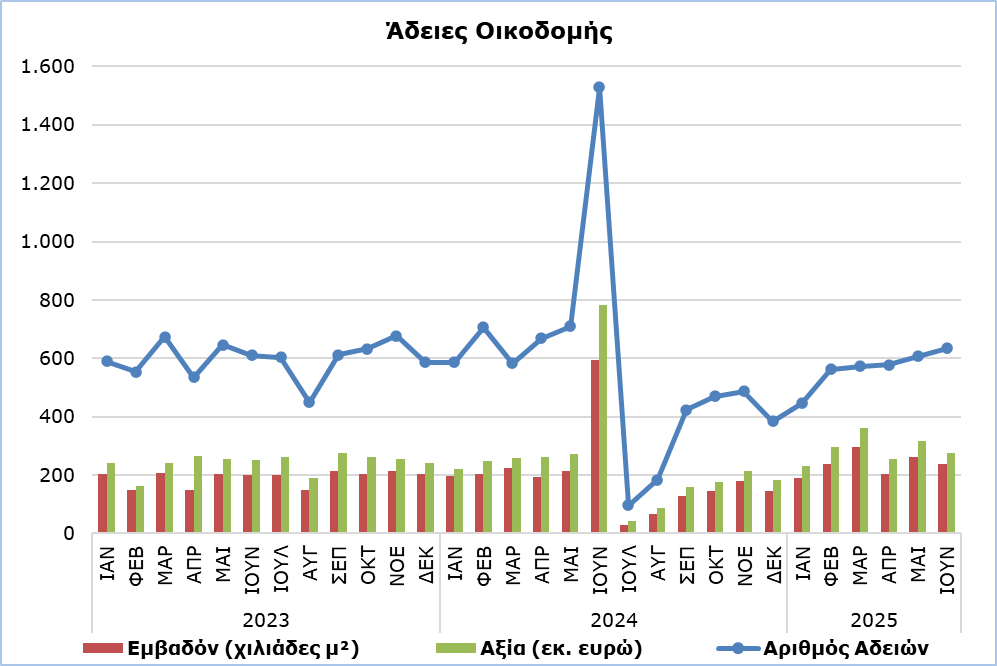 Άδειες Οικοδομής
1.600
1.400
1.200
1.000
800
600
400
200
0
ΙΑΝ ΦΕΒ ΜΑΡ ΑΠΡ ΜΑΙ ΙΟΥΝ ΙΟΥΛ ΑΥΓ ΣΕΠ ΟΚΤ ΝΟΕ ΔΕΚ ΙΑΝ ΦΕΒ ΜΑΡ ΑΠΡ ΜΑΙ ΙΟΥΝ ΙΟΥΛ ΑΥΓ ΣΕΠ ΟΚΤ ΝΟΕ ΔΕΚ ΙΑΝ ΦΕΒ ΜΑΡ ΑΠΡ ΜΑΙ ΙΟΥΝ
2023 2024 2025
Εμβαδόν (χιλιάδες μ²) Αξία (εκ. ευρώ) Αριθμός Αδειών